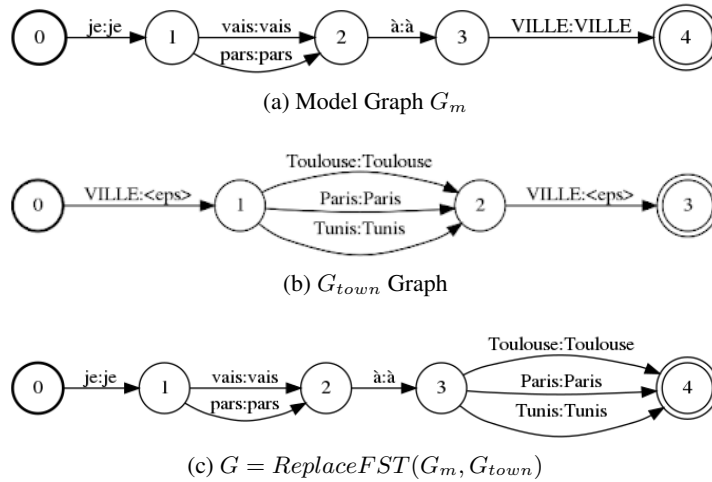 je:je vais:vais à:à VILLE:VILLE
0 1 2 3 4
pars:pars
(a) Model Graph G_m
Toulouse:Toulouse
VILLE:<eps> Paris:Paris VILLE:<eps>
0 1 2 3
Tunis:Tunis
(b) G_town Graph
Toulouse:Toulouse
je:je vais:vais à:à Paris:Paris
0 1 2 3 4
pars:pars Tunis:Tunis
(c) G = ReplaceFST(G_m, G_town)